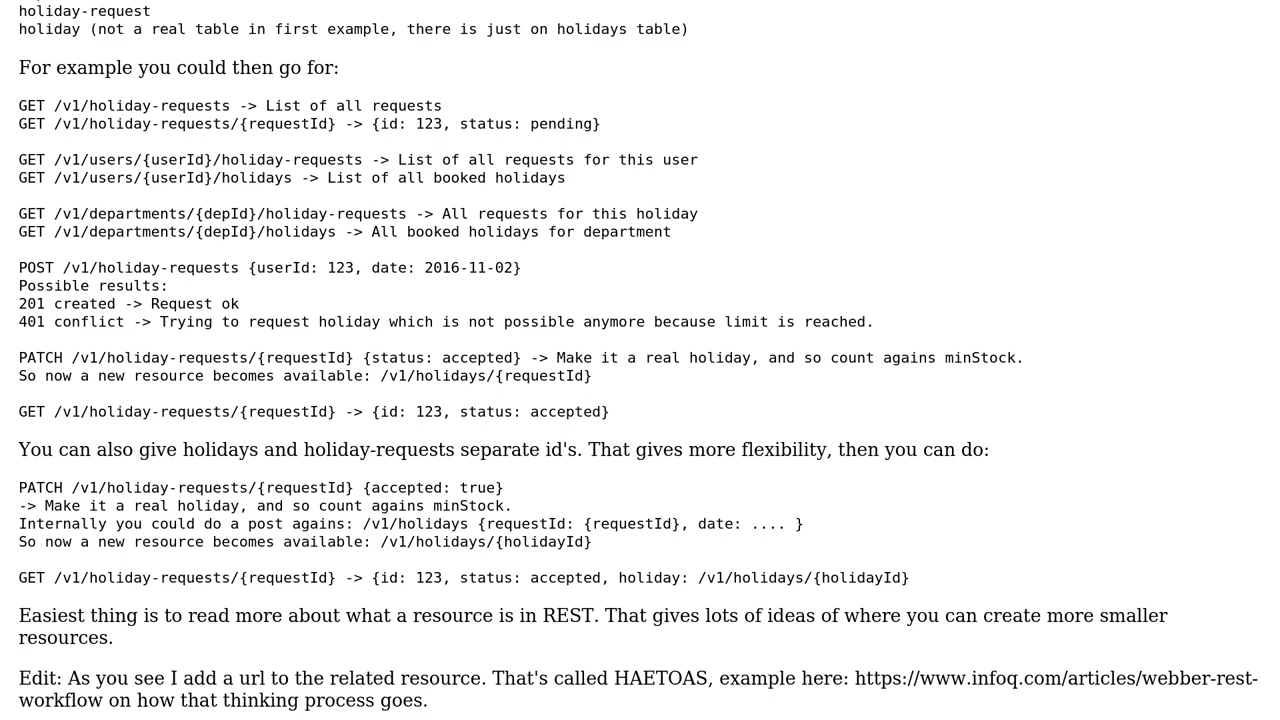 holiday-request
holiday (not a real table in first example, there is just on holidays table)
For example you could then go for:
GET /v1/holiday-requests -> List of all requests
GET /v1/holiday-requests/{requestId} -> {id: 123, status: pending}
GET /v1/users/{userId}/holiday-requests -> List of all requests for this user
GET /v1/users/{userId}/holidays -> List of all booked holidays
GET /v1/departments/{depId}/holiday-requests -> All requests for this holiday
GET /v1/departments/{depId}/holidays -> All booked holidays for department
POST /v1/holiday-requests {userId: 123, date: 2016-11-02}
Possible results:
201 created -> Request ok
401 conflict -> Trying to request holiday which is not possible anymore because limit is reached.
PATCH /v1/holiday-requests/{requestId} {status: accepted} -> Make it a real holiday, and so count agains minStock.
So now a new resource becomes available: /v1/holidays/{requestId}
GET /v1/holiday-requests/{requestId} -> {id: 123, status: accepted}
You can also give holidays and holiday-requests separate id's. That gives more flexibility, then you can do:
PATCH /v1/holiday-requests/{requestId} {accepted: true}
-> Make it a real holiday, and so count agains minStock.
Internally you could do a post agains: /v1/holidays {requestId: {requestId}, date: .... }
So now a new resource becomes available: /v1/holidays/{holidayId}
GET /v1/holiday-requests/{requestId} -> {id: 123, status: accepted, holiday: /v1/holidays/{holidayId}
Easiest thing is to read more about what a resource is in REST. That gives lots of ideas of where you can create more smaller
resources.
Edit: As you see I add a url to the related resource. That's called HAETOAS, example here: https://www.infoq.com/articles/webber-rest-
workflow on how that thinking process goes.